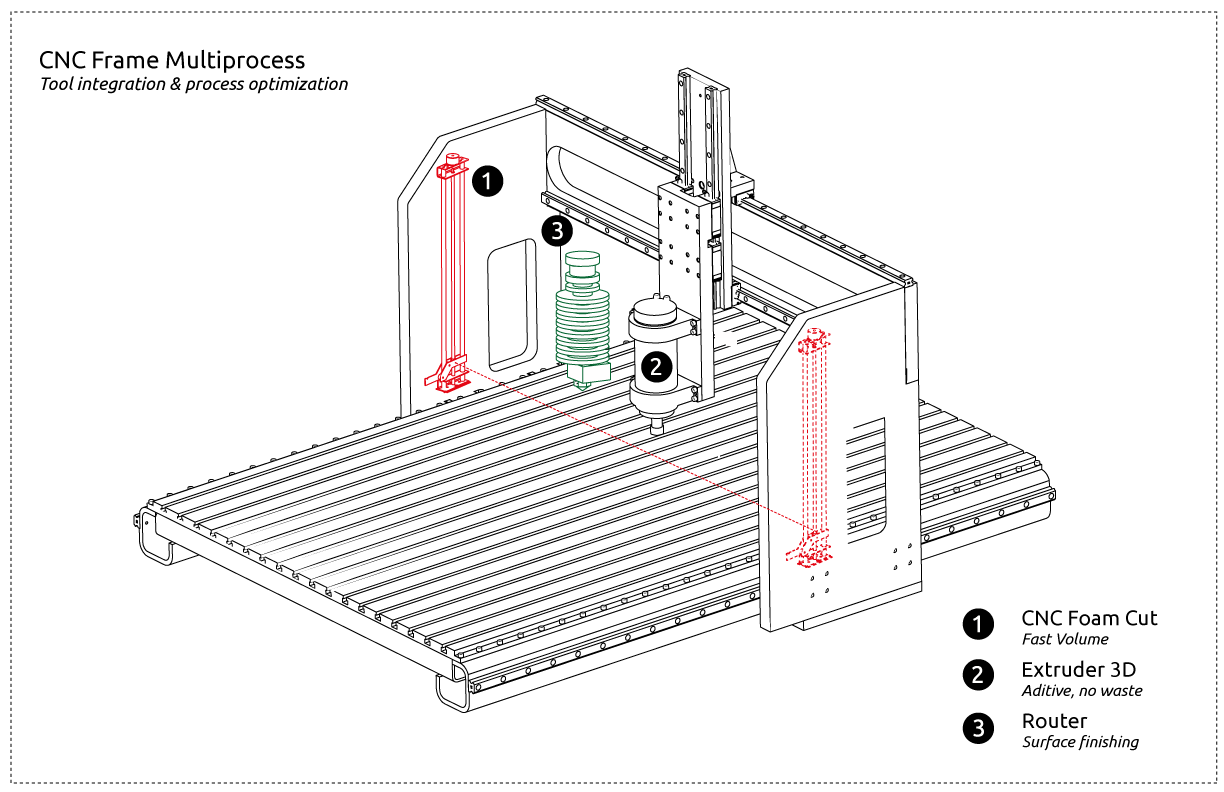 CNC Frame Multiprocess
Tool integration & process optimization
1
3
2
1 CNC Foam Cut
Fast Volume
2 Extruder 3D
Aditive, no waste
3 Router
Surface finishing